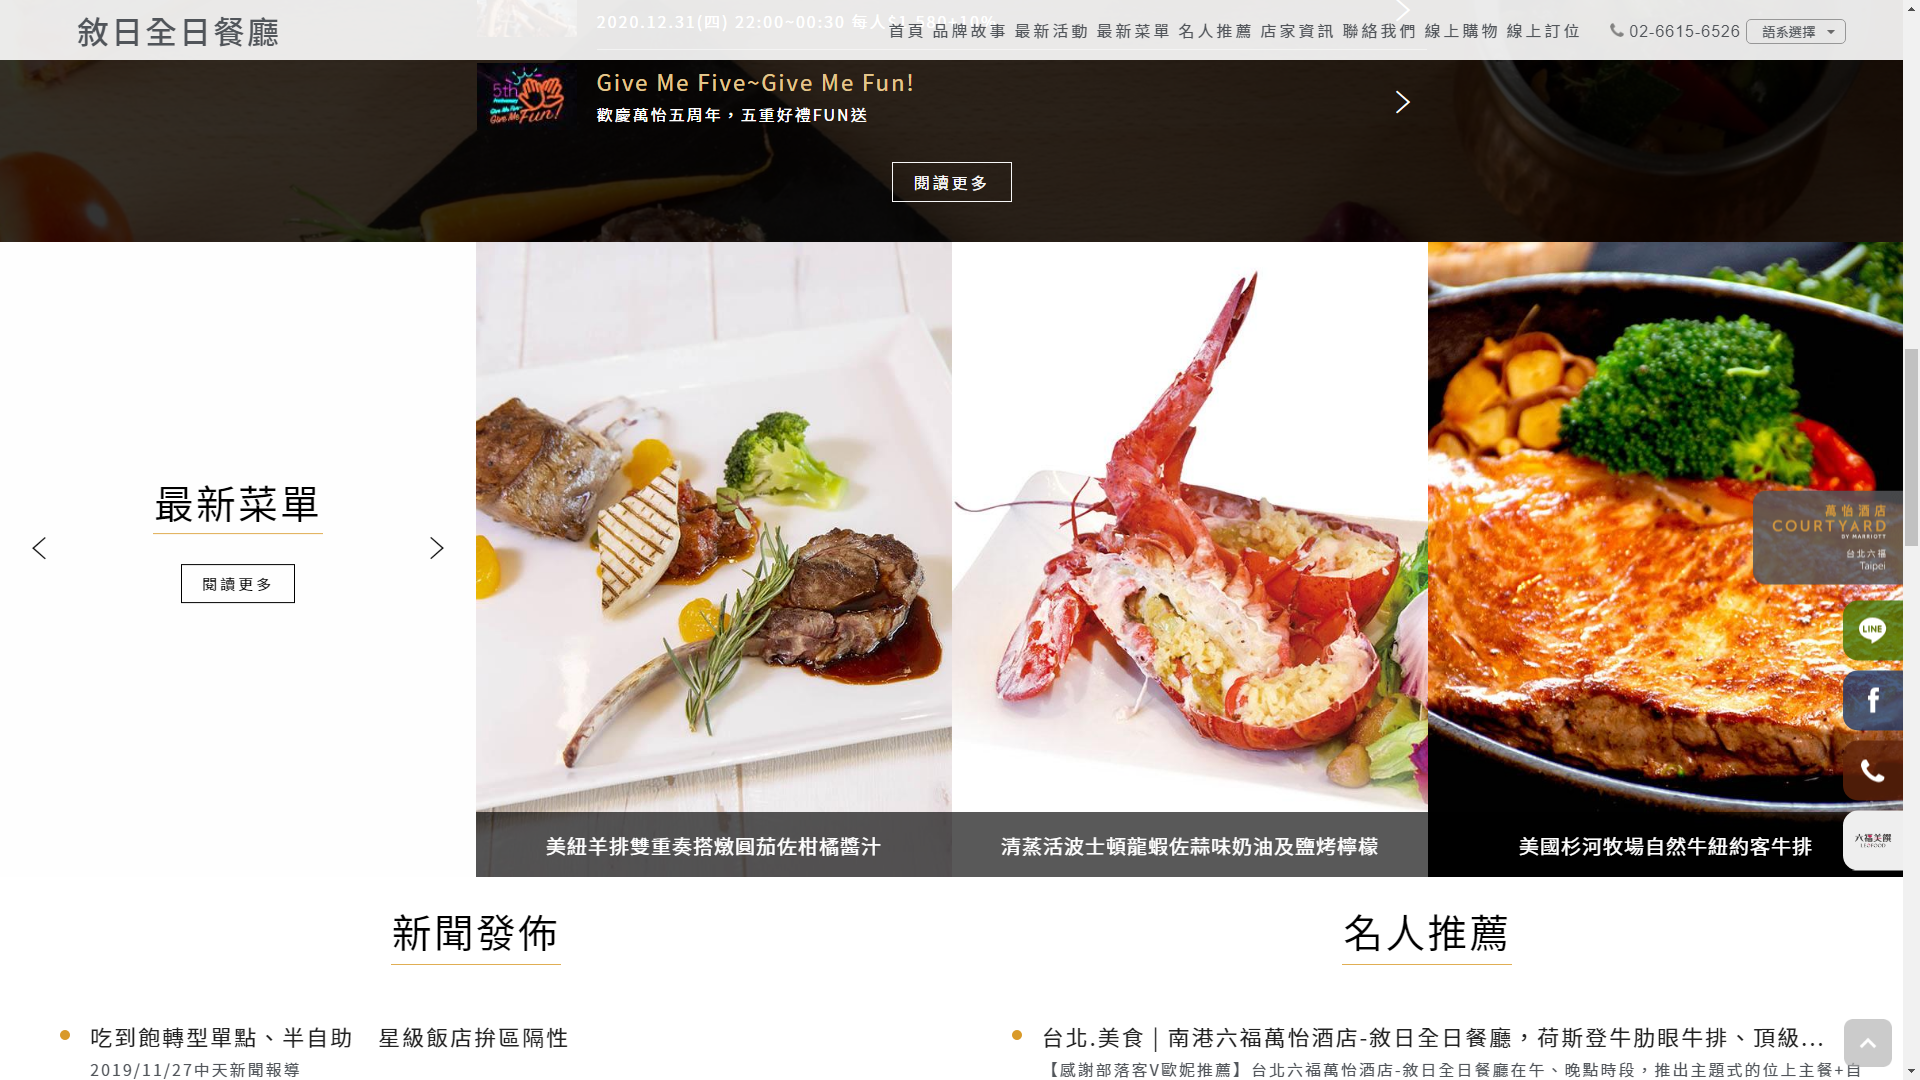 敘日全日餐廳
2020.12.31(四) 22:00~00:30 每人$1,580+10%
首頁 品牌故事 最新活動 最新菜單 名人推薦 店家資訊 聯絡我們 線上購物 線上訂位
02-6615-6526
語系選擇
5th
Anniversary
Give Me Five~
Give Me Fun!
Give Me Five~Give Me Fun!
歡慶萬怡五周年，五重好禮FUN送
閱讀更多
最新菜單
閱讀更多
美紐羊排雙重奏搭燉圓茄佐柑橘醬汁
清蒸活波士頓龍蝦佐蒜味奶油及鹽烤檸檬
美國杉河牧場自然牛紐約客牛排
萬怡酒店
COURTYARD
BY MARRIOTT
台北六福
Taipei
LINE
六福美饌
LEOFOOD
新聞發佈
名人推薦
吃到飽轉型單點、半自助　星級飯店拚區隔性
2019/11/27中天新聞報導
台北.美食 | 南港六福萬怡酒店-敘日全日餐廳，荷斯登牛肋眼牛排、頂級...
【感謝部落客V歐妮推薦】台北六福萬怡酒店-敘日全日餐廳在午、晚點時段，推出主題式的位上主餐+自